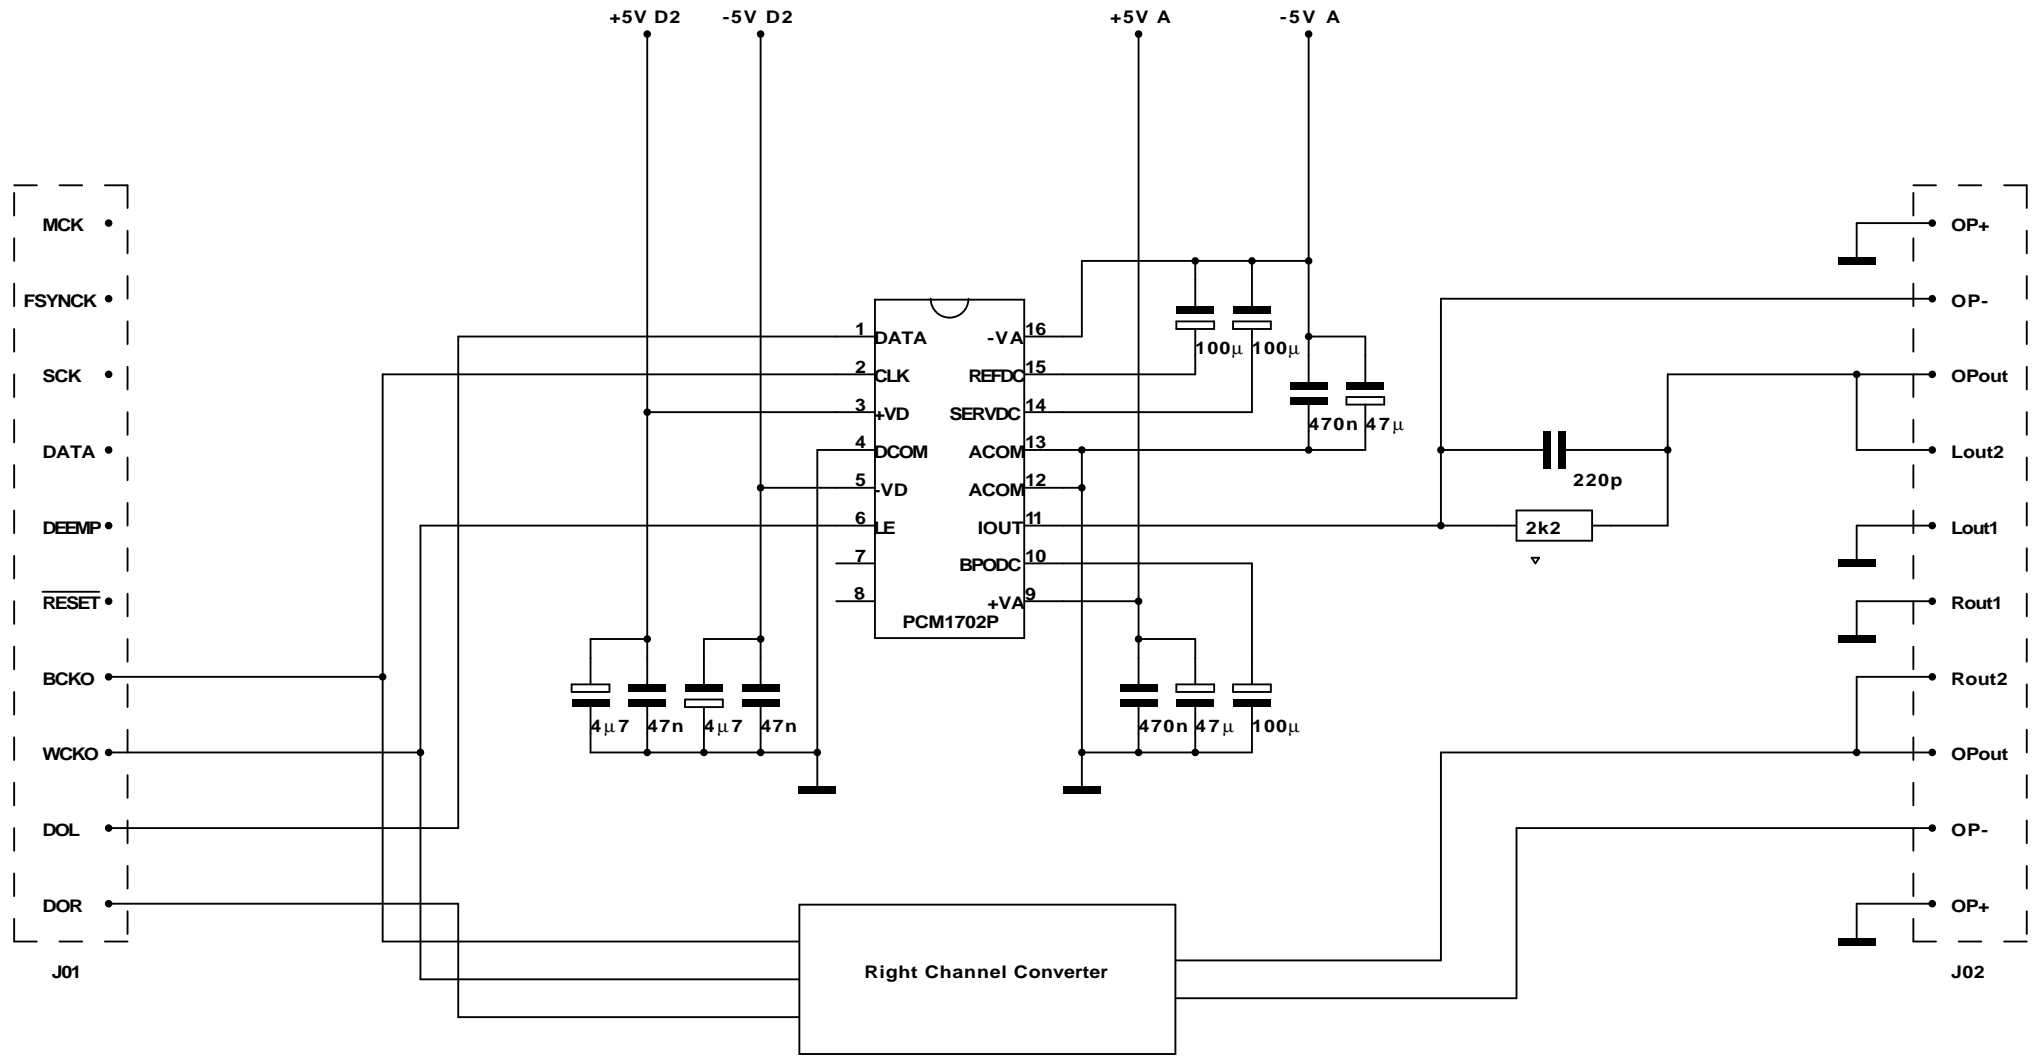 +5V D2
-5V D2
+5V A
-5V A
MCK
FSYNCK
SCK
DATA
DEEMP
RESET
BCKO
WCKO
DOL
DOR
J01
1
2
3
4
5
6
7
8
DATA
CLK
+VD
DCOM
-VD
LE
-VA
REFDC
SERVDC
ACOM
ACOM
IOUT
BPODC
+VA
PCM1702P
16
15
14
13
12
11
10
9
100µ
100µ
470n
47µ
4µ7
47n
4µ7
47n
470n
47µ
100µ
220p
2k2
Right Channel Converter
OP+
OP-
OPout
Lout2
Lout1
Rout1
Rout2
OPout
OP-
OP+
J02